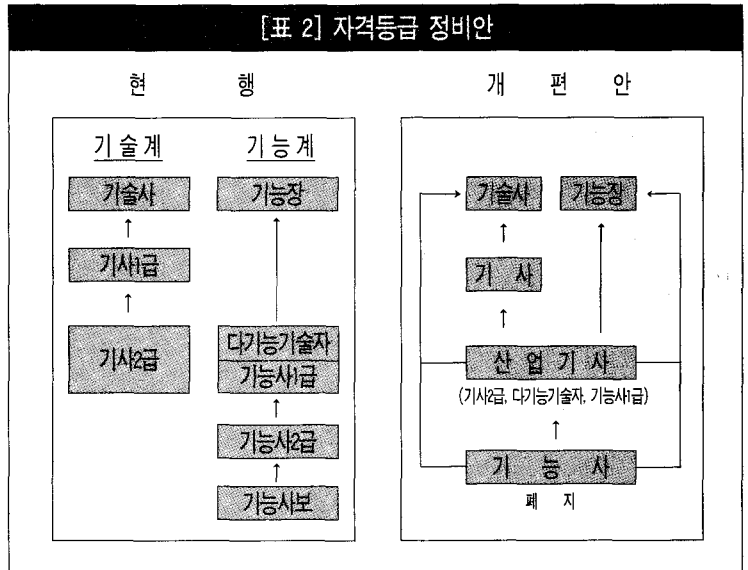 [표 2] 자격등급 정비안
현 행
기술계 기능계
기술사 기능장
기사1급
기사2급 다기능기술자
기능사1급
기능사2급
기능사보
개 편 안
기술사 기능장
기 사
산 업 기 사
(기사2급, 다기능기술자, 기능사1급)
기 능 사
폐 지